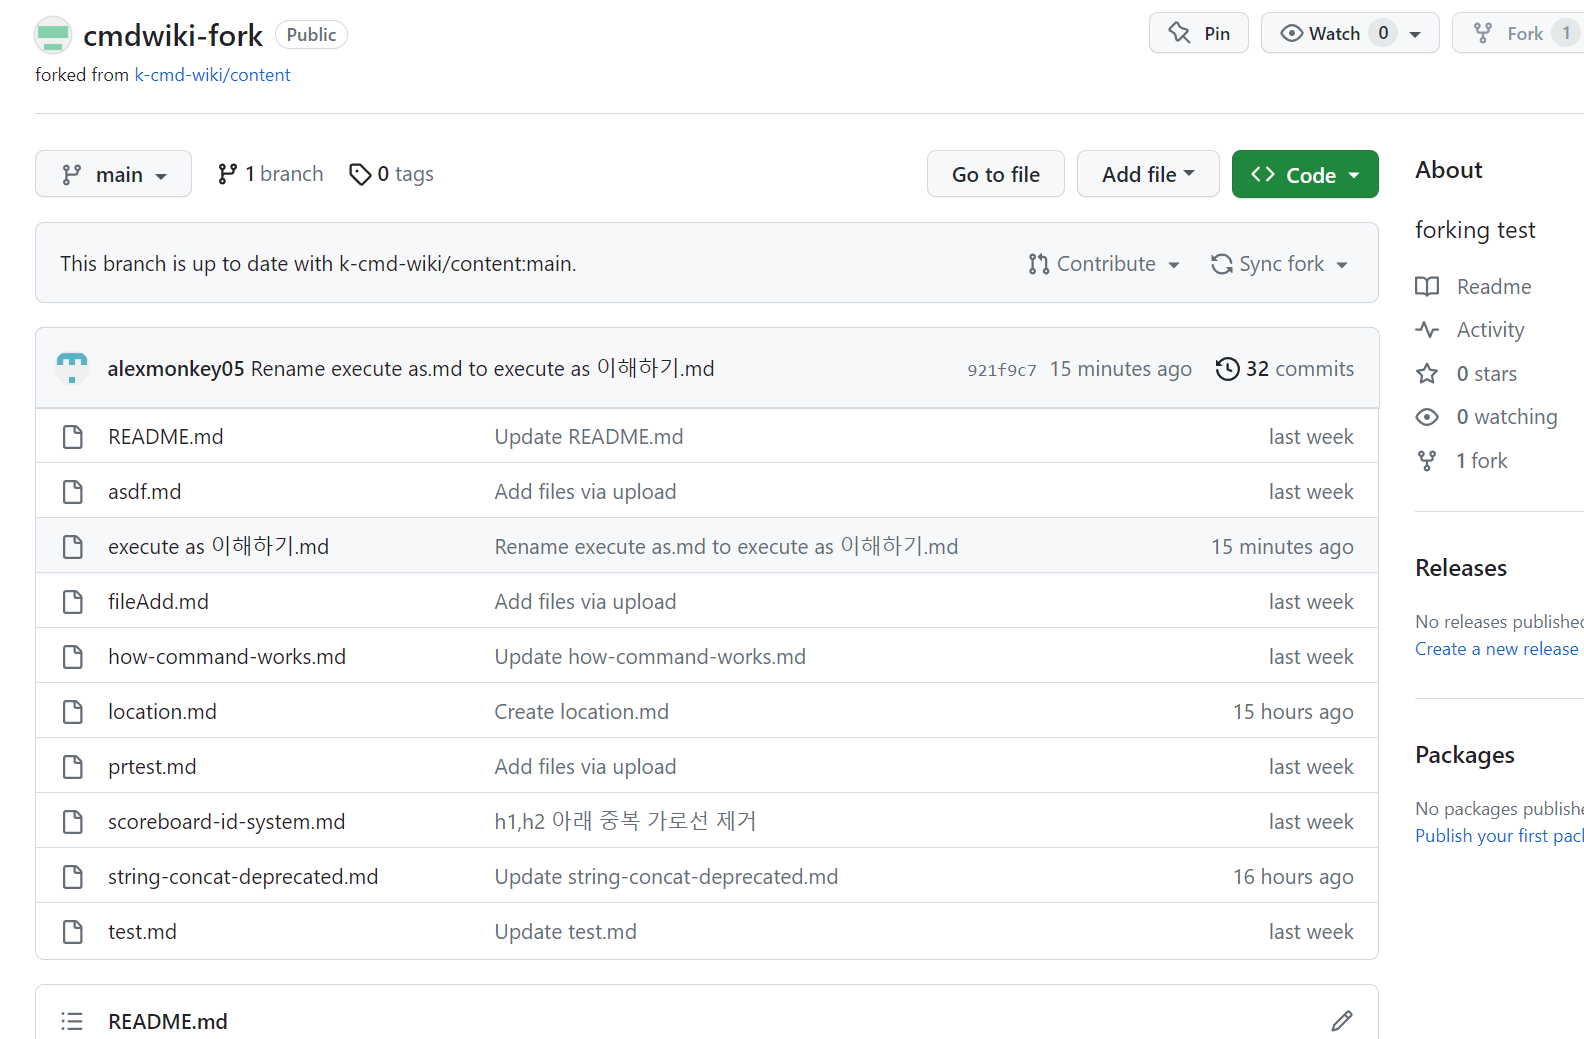 cmdwiki-fork Public Pin Watch 0 Fork 1
forked from k-cmd-wiki/content
main 1 branch 0 tags Go to file Add file Code
This branch is up to date with k-cmd-wiki/content:main. Contribute Sync fork
alexmonkey05 Rename execute as.md to execute as 이해하기.md 921f9c7 15 minutes ago 32 commits
README.md Update README.md last week
asdf.md Add files via upload last week
execute as 이해하기.md Rename execute as.md to execute as 이해하기.md 15 minutes ago
fileAdd.md Add files via upload last week
how-command-works.md Update how-command-works.md last week
location.md Create location.md 15 hours ago
prtest.md Add files via upload last week
scoreboard-id-system.md h1,h2 아래 중복 가로선 제거 last week
string-concat-deprecated.md Update string-concat-deprecated.md 16 hours ago
test.md Update test.md last week
README.md
About
forking test
Readme
Activity
0 stars
0 watching
1 fork
Releases
No releases published
Create a new release
Packages
No packages publishe
Publish your first pac